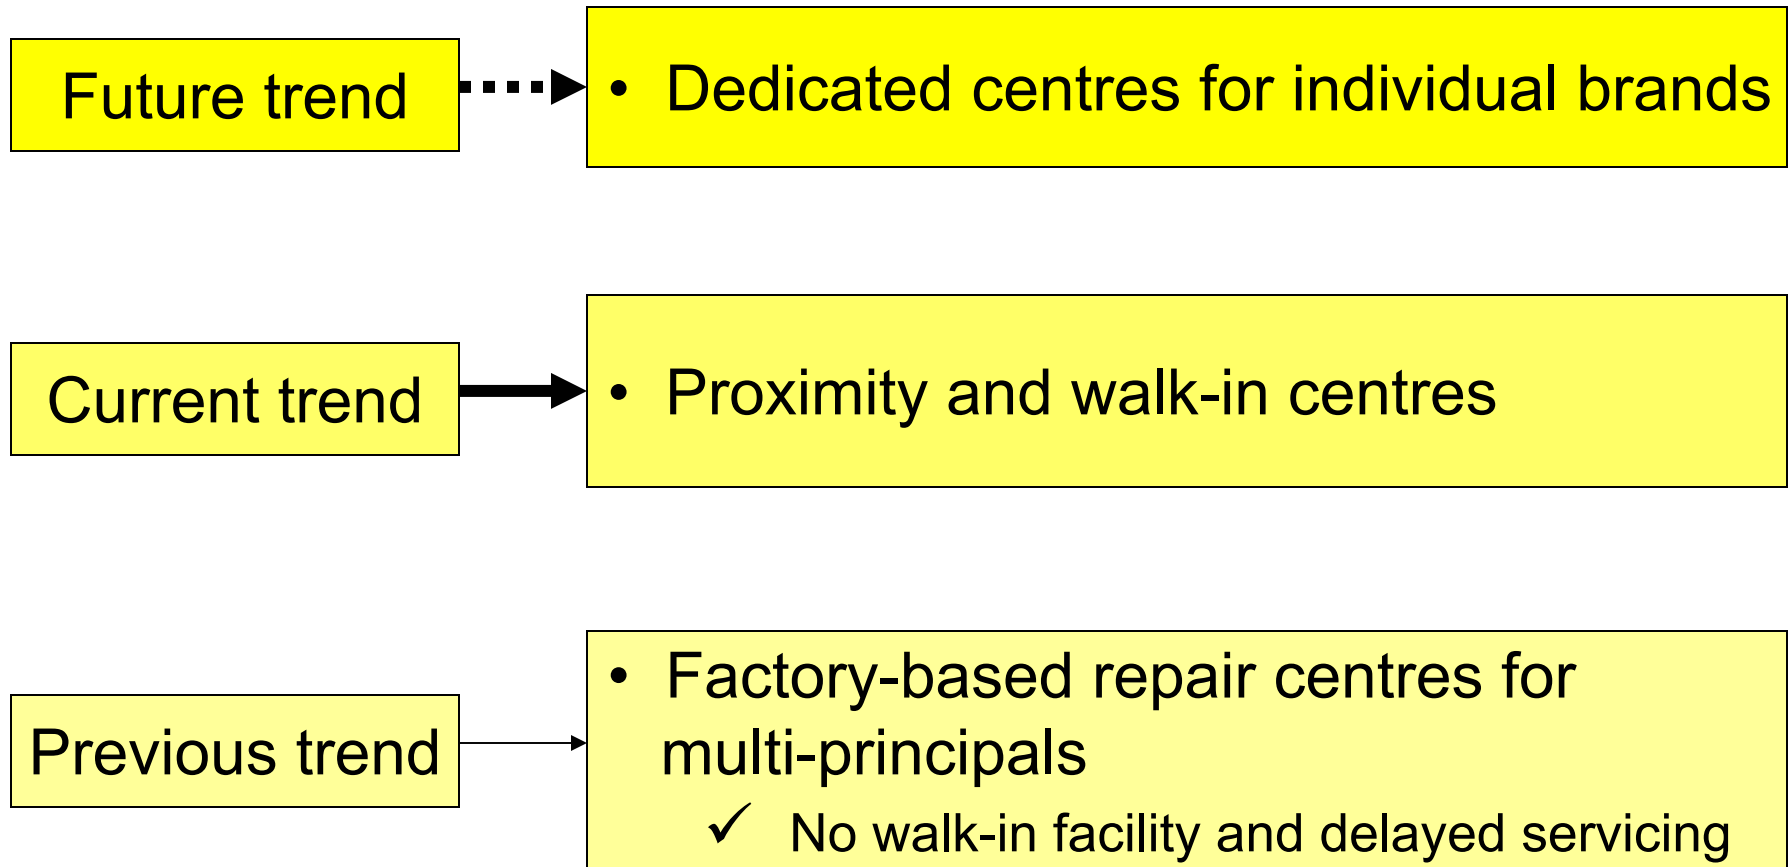 Future trend
• Dedicated centres for individual brands
Current trend
• Proximity and walk-in centres
Previous trend
• Factory-based repair centres for
multi-principals
✓ No walk-in facility and delayed servicing